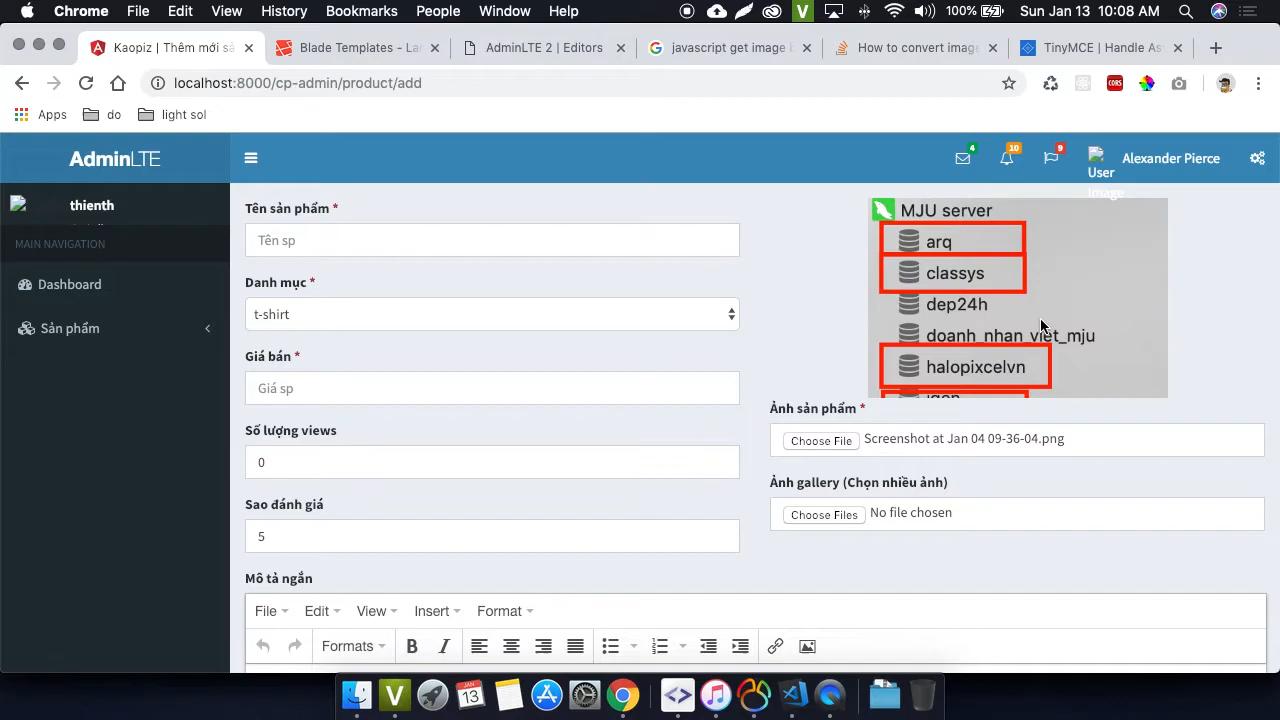 Chrome File Edit View History Bookmarks People Window Help V 100% Sun Jan 13 10:08 AM
Kaopiz | Thêm mới sả
Blade Templates - La
AdminLTE 2 | Editors
javascript get image b
How to convert image
TinyMCE | Handle As
localhost:8000/cp-admin/product/add
CORS
Apps do light sol
AdminLTE
4
10
9
User Image
Alexander Pierce
thienth
MAIN NAVIGATION
Dashboard
Sản phẩm
Tên sản phẩm *
Tên sp
Danh mục *
t-shirt
Giá bán *
Giá sp
Số lượng views
0
Sao đánh giá
5
MJU server
arq
classys
dep24h
doanh_nhan_viet_mju
halopixcelvn
Ảnh sản phẩm *
Choose File Screenshot at Jan 04 09-36-04.png
Ảnh gallery (Chọn nhiều ảnh)
Choose Files No file chosen
Mô tả ngắn
File Edit View Insert Format
Formats B I
V
JAN
13